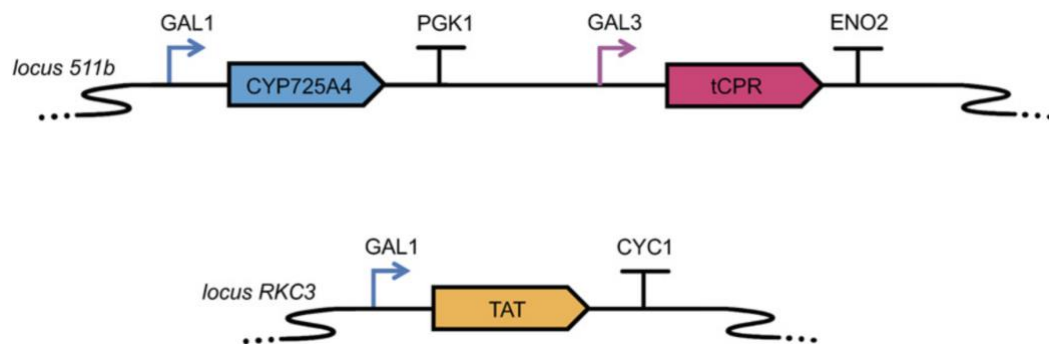 GAL1 PGK1 GAL3 ENO2
locus 511b
CYP725A4 tCPR
GAL1 CYC1
locus RKC3
TAT